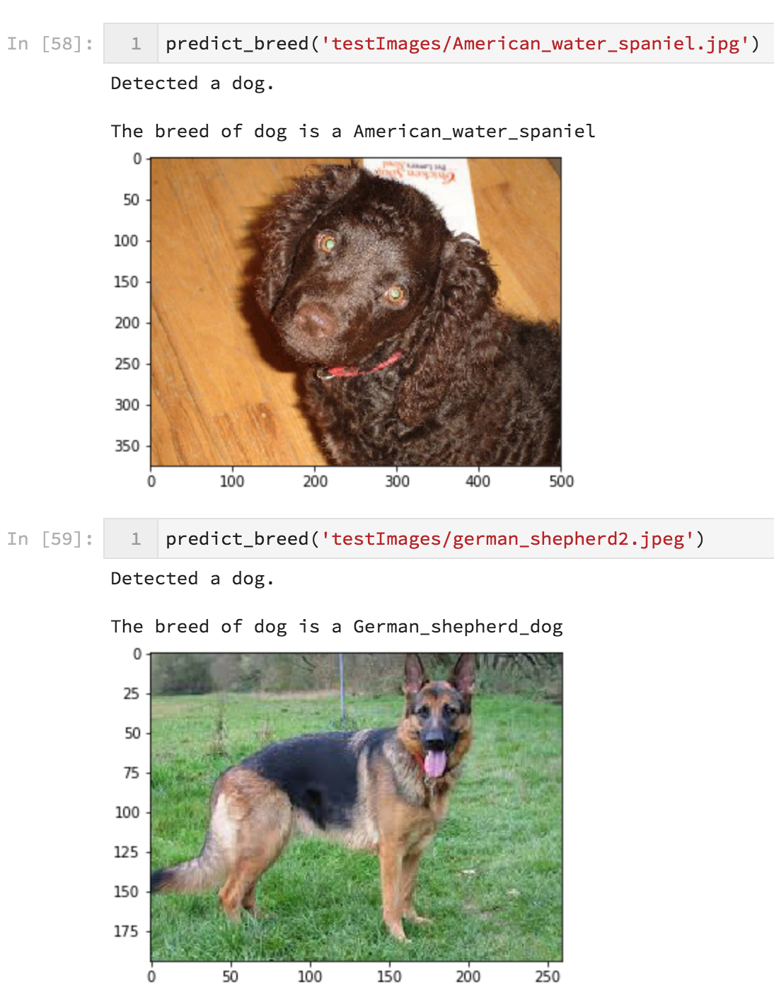 In [58]: 1 predict_breed('testImages/American_water_spaniel.jpg')
Detected a dog.
The breed of dog is a American_water_spaniel
Chicken Soup
0
50
100
150
200
250
300
350
0 100 200 300 400 500
In [59]: 1 predict_breed('testImages/german_shepherd2.jpeg')
Detected a dog.
The breed of dog is a German_shepherd_dog
0
25
50
75
100
125
150
175
0 50 100 150 200 250